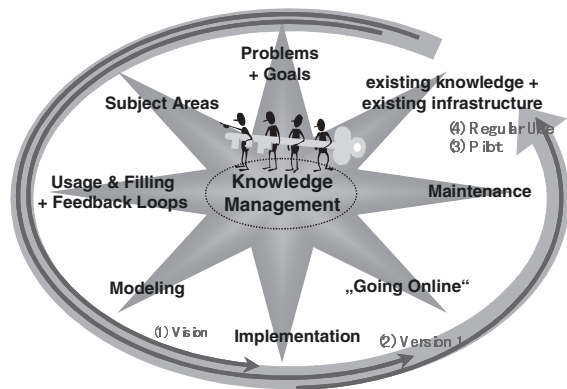 Problems
+ Goals
existing knowledge +
existing infrastructure
(4) Regular Use
(3) Pilot
Subject Areas
Usage & Filling
+ Feedback Loops
Knowledge
Management
Maintenance
Modeling
„Going Online“
(1) Vision
Implementation
(2) Version 1